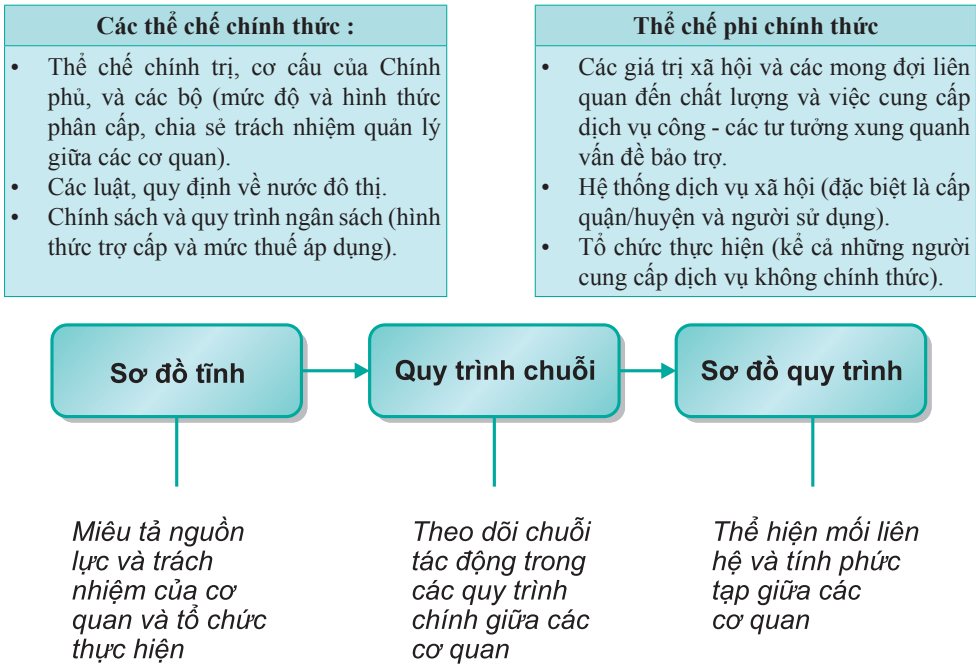 Các thể chế chính thức :
• Thể chế chính trị, cơ cấu của Chính
phủ, và các bộ (mức độ và hình thức
phân cấp, chia sẻ trách nhiệm quản lý
giữa các cơ quan).
• Các luật, quy định về nước đô thị.
• Chính sách và quy trình ngân sách (hình
thức trợ cấp và mức thuế áp dụng).
Thể chế phi chính thức
• Các giá trị xã hội và các mong đợi liên
quan đến chất lượng và việc cung cấp
dịch vụ công - các tư tưởng xung quanh
vấn đề bảo trợ.
• Hệ thống dịch vụ xã hội (đặc biệt là cấp
quận/huyện và người sử dụng).
• Tổ chức thực hiện (kể cả những người
cung cấp dịch vụ không chính thức).
Sơ đồ tĩnh
Quy trình chuỗi
Sơ đồ quy trình
Miêu tả nguồn
lực và trách
nhiệm của cơ
quan và tổ chức
thực hiện
Theo dõi chuỗi
tác động trong
các quy trình
chính giữa các
cơ quan
Thể hiện mối liên
hệ và tính phức
tạp giữa các
cơ quan